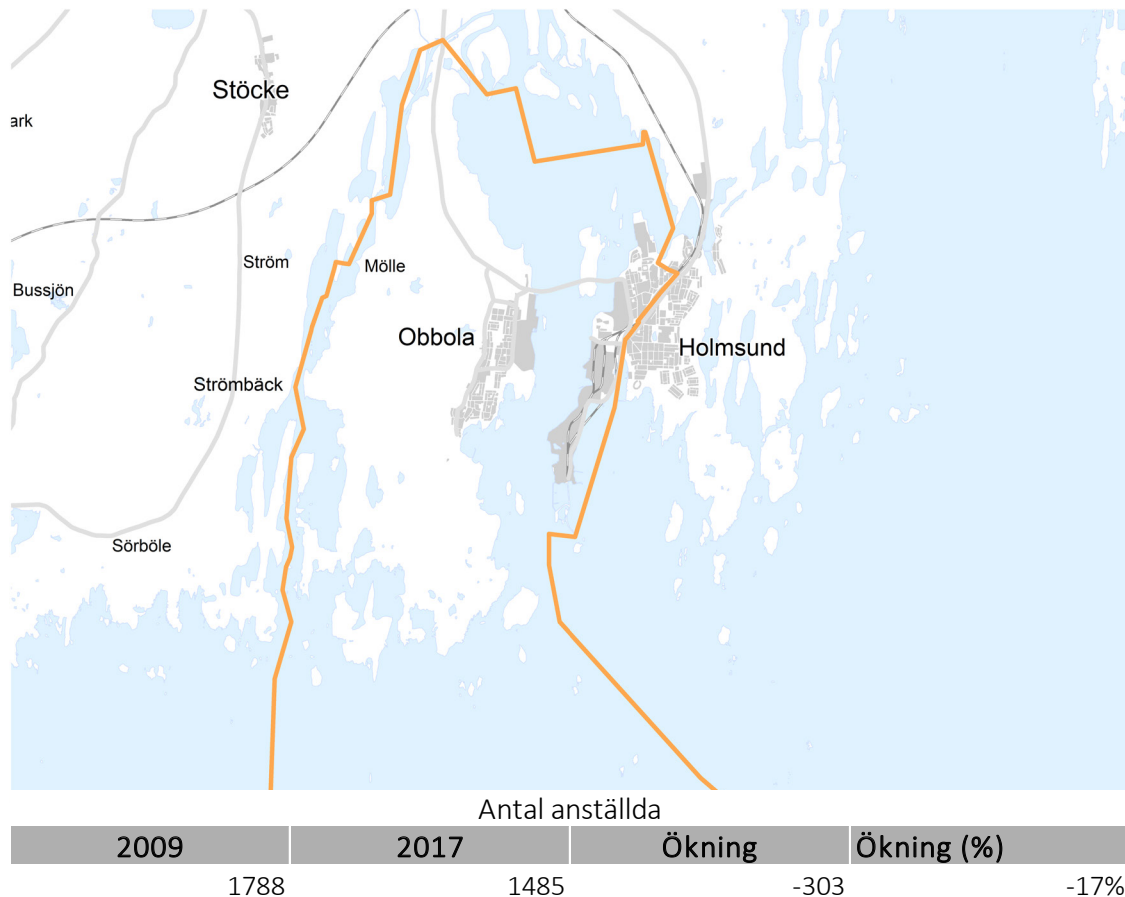 Stöcke
ark
Ström
Mölle
Bussjön
Obbola
Holmsund
Strömbäck
Sörböle
Antal anställda
2009 2017 Ökning Ökning (%)
1788 1485 -303 -17%